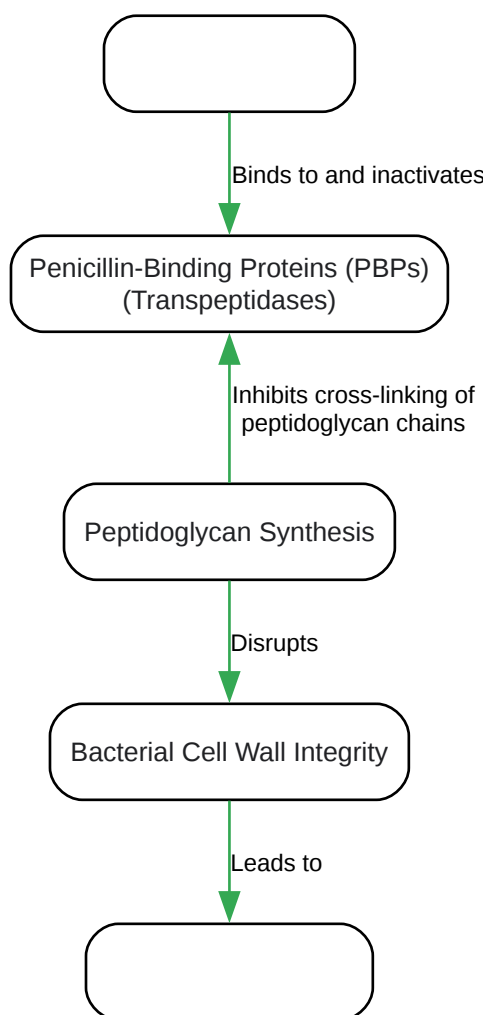 Binds to and inactivates
Penicillin-Binding Proteins (PBPs)
(Transpeptidases)
Inhibits cross-linking of
peptidoglycan chains
Peptidoglycan Synthesis
Disrupts
Bacterial Cell Wall Integrity
Leads to